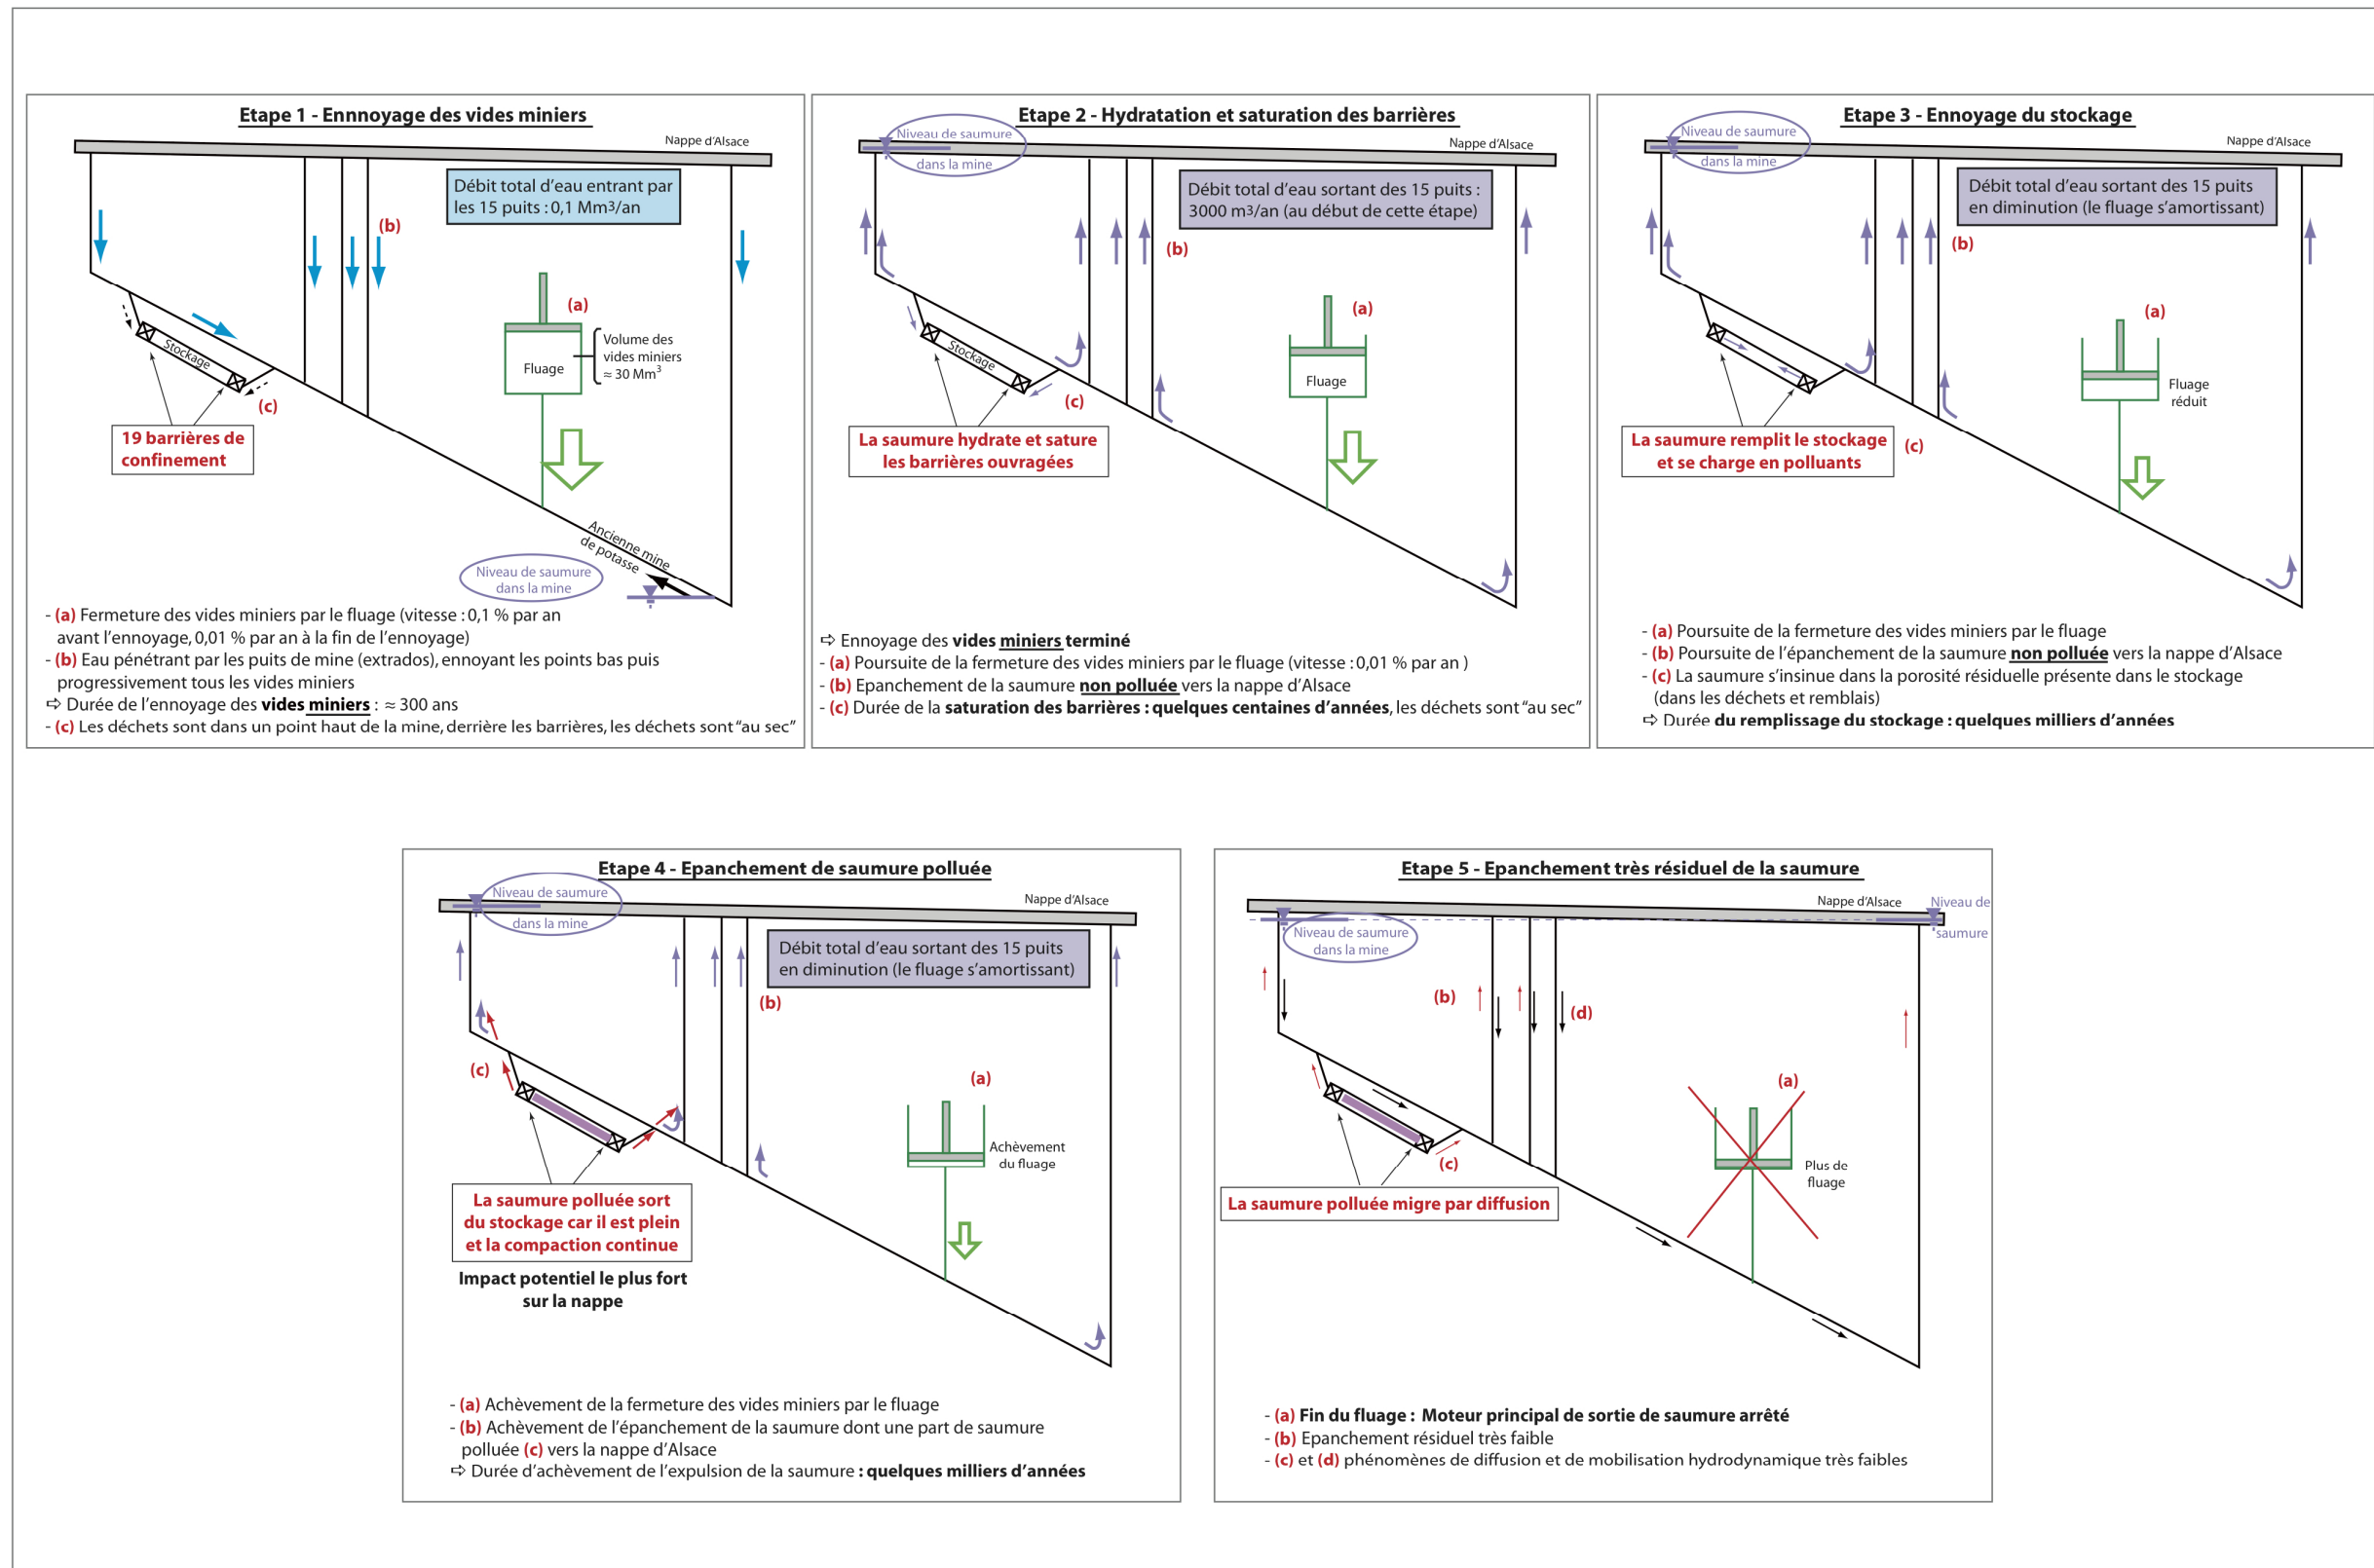 Etape 1 - Ennnoyage des vides miniers
Nappe d'Alsace
Débit total d'eau entrant par
les 15 puits : 0,1 Mm3/an
(b)
(a)
Volume des
vides miniers
≈ 30 Mm3
Fluage
Stockage
(c)
19 barrières de
confinement
Ancienne mine
de potasse
Niveau de saumure
dans la mine
- (a) Fermeture des vides miniers par le fluage (vitesse : 0,1 % par an
avant l'ennoyage, 0,01 % par an à la fin de l'ennoyage)
- (b) Eau pénétrant par les puits de mine (extrados), ennoyant les points bas puis
progressivement tous les vides miniers
⇨ Durée de l'ennoyage des vides miniers : ≈ 300 ans
- (c) Les déchets sont dans un point haut de la mine, derrière les barrières, les déchets sont “au sec”
Etape 2 - Hydratation et saturation des barrières
Niveau de saumure
dans la mine
Nappe d'Alsace
Débit total d'eau sortant des 15 puits :
3000 m3/an (au début de cette étape)
(b)
(a)
Fluage
Stockage
(c)
La saumure hydrate et sature
les barrières ouvragées
⇨ Ennoyage des vides miniers terminé
- (a) Poursuite de la fermeture des vides miniers par le fluage (vitesse : 0,01 % par an )
- (b) Epanchement de la saumure non polluée vers la nappe d'Alsace
- (c) Durée de la saturation des barrières : quelques centaines d'années, les déchets sont “au sec”
Etape 3 - Ennoyage du stockage
Niveau de saumure
dans la mine
Nappe d'Alsace
Débit total d'eau sortant des 15 puits
en diminution (le fluage s'amortissant)
(b)
(a)
Fluage
réduit
La saumure remplit le stockage
et se charge en polluants
(c)
- (a) Poursuite de la fermeture des vides miniers par le fluage
- (b) Poursuite de l'épanchement de la saumure non polluée vers la nappe d'Alsace
- (c) La saumure s'insinue dans la porosité résiduelle présente dans le stockage
(dans les déchets et remblais)
⇨ Durée du remplissage du stockage : quelques milliers d'années
Etape 4 - Epanchement de saumure polluée
Niveau de saumure
dans la mine
Nappe d'Alsace
Débit total d'eau sortant des 15 puits
en diminution (le fluage s'amortissant)
(b)
(c)
(a)
Achèvement
du fluage
La saumure polluée sort
du stockage car il est plein
et la compaction continue
Impact potentiel le plus fort
sur la nappe
- (a) Achèvement de la fermeture des vides miniers par le fluage
- (b) Achèvement de l'épanchement de la saumure dont une part de saumure
polluée (c) vers la nappe d'Alsace
⇨ Durée d'achèvement de l'expulsion de la saumure : quelques milliers d'années
Etape 5 - Epanchement très résiduel de la saumure
Nappe d'Alsace
Niveau de
saumure
Niveau de saumure
dans la mine
(b)
(d)
(a)
Plus de
fluage
(c)
La saumure polluée migre par diffusion
- (a) Fin du fluage : Moteur principal de sortie de saumure arrêté
- (b) Epanchement résiduel très faible
- (c) et (d) phénomènes de diffusion et de mobilisation hydrodynamique très faibles